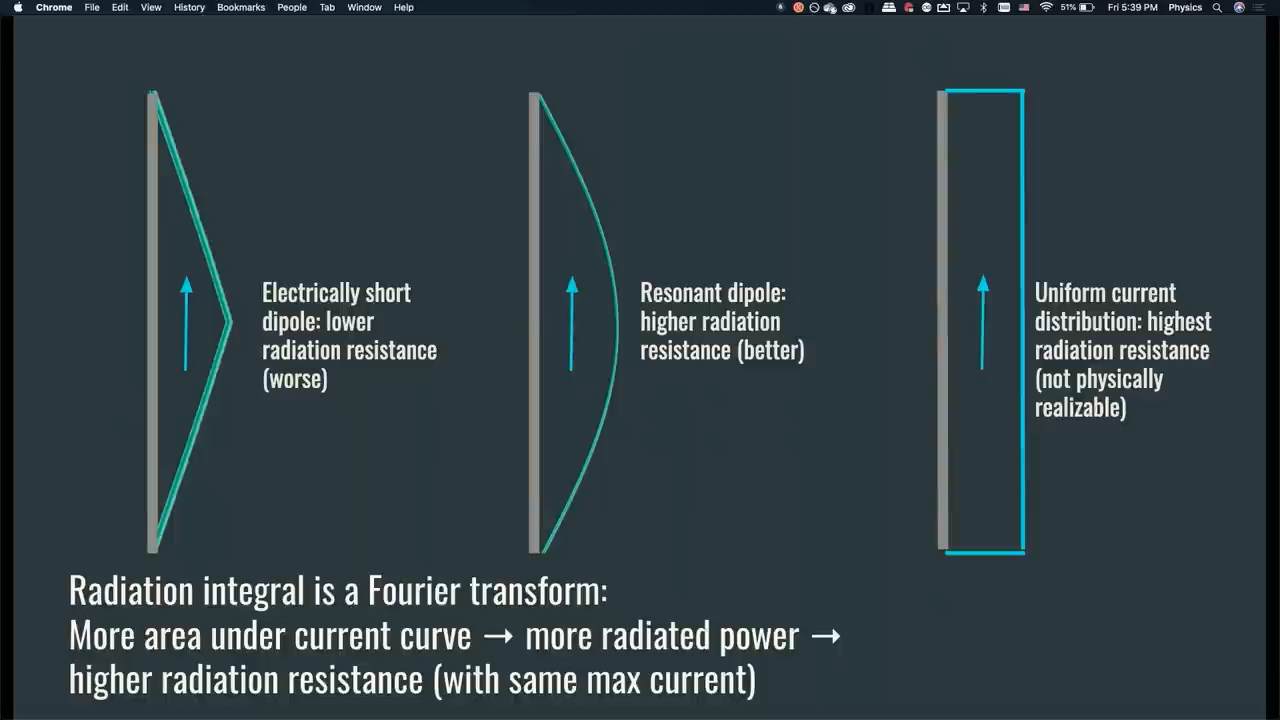 Chrome File Edit View History Bookmarks People Tab Window Help 51% Fri 5:39 PM Physics
Electrically short
dipole: lower
radiation resistance
(worse)
Resonant dipole:
higher radiation
resistance (better)
Uniform current
distribution: highest
radiation resistance
(not physically
realizable)
Radiation integral is a Fourier transform:
More area under current curve → more radiated power →
higher radiation resistance (with same max current)